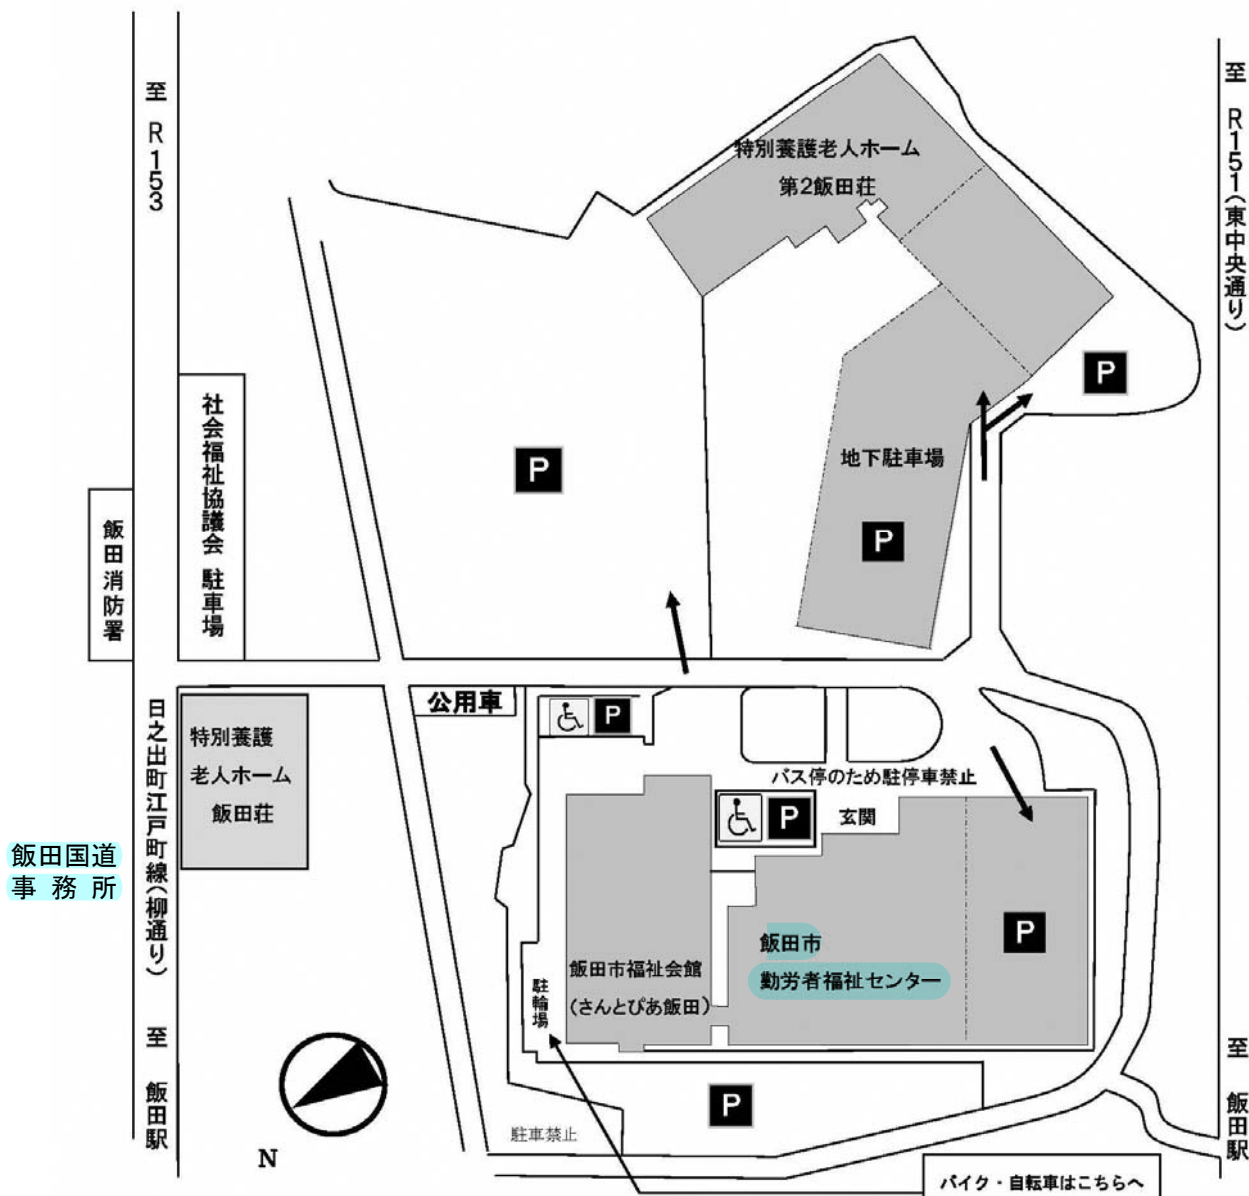 至 R153
至 R151(東中央通り)
特別養護老人ホーム
第2飯田荘
P
社会福祉協議会 駐車場
P
地下駐車場
P
飯田消防署
公用車
P
日之出町江戸町線(柳通り)
特別養護
老人ホーム
飯田荘
バス停のため駐停車禁止
P
玄関
飯田国道
事務所
飯田市
勤労者福祉センター
P
飯田市福祉会館
(さんとぴあ飯田)
駐輪場
至 飯田駅
至 飯田駅
P
駐車禁止
N
バイク・自転車はこちらへ